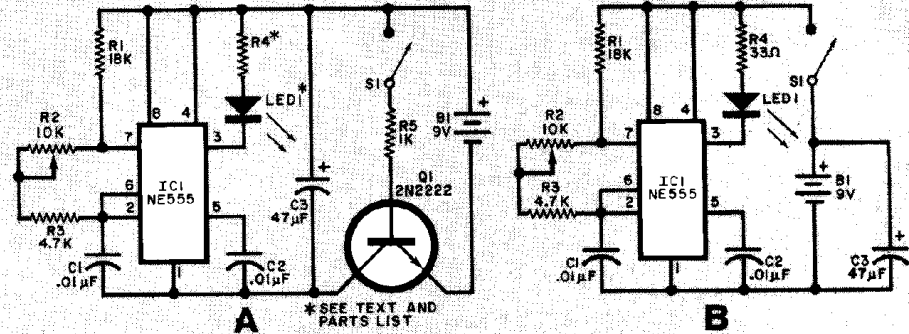 R1
18K
R4*
LED1*
S1
R5
1K
B1
9V
+
8
4
R2
10K
7
3
IC1
NE555
6
2
5
R3
4.7K
C1
.01µF
1
C2
.01µF
+
C3
47µF
Q1
2N2222
A
*SEE TEXT AND
PARTS LIST
R1
18K
R4
33Ω
LED1
S1
8
4
R2
10K
7
3
IC1
NE555
6
2
5
R3
4.7K
C1
.01µF
1
C2
.01µF
+
B1
9V
+
C3
47µF
B